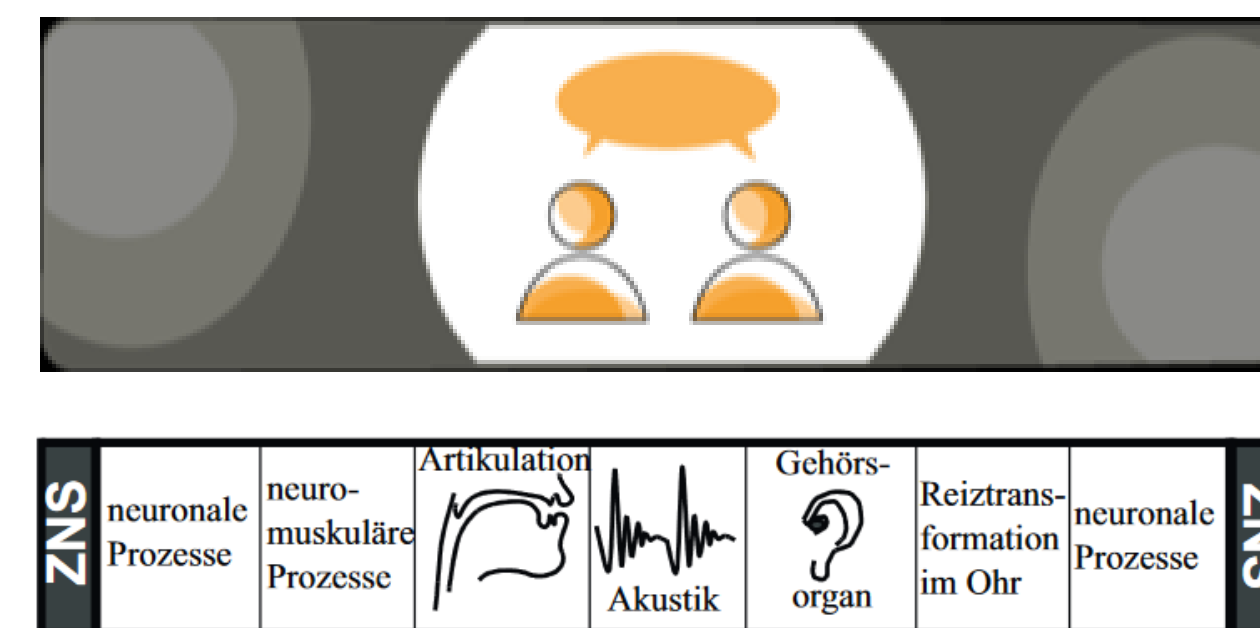 ZNS
neuronale
Prozesse
neuro-
muskuläre
Prozesse
Artikulation
Akustik
Gehörs-
organ
Reiztrans-
formation
im Ohr
neuronale
Prozesse
ZNS